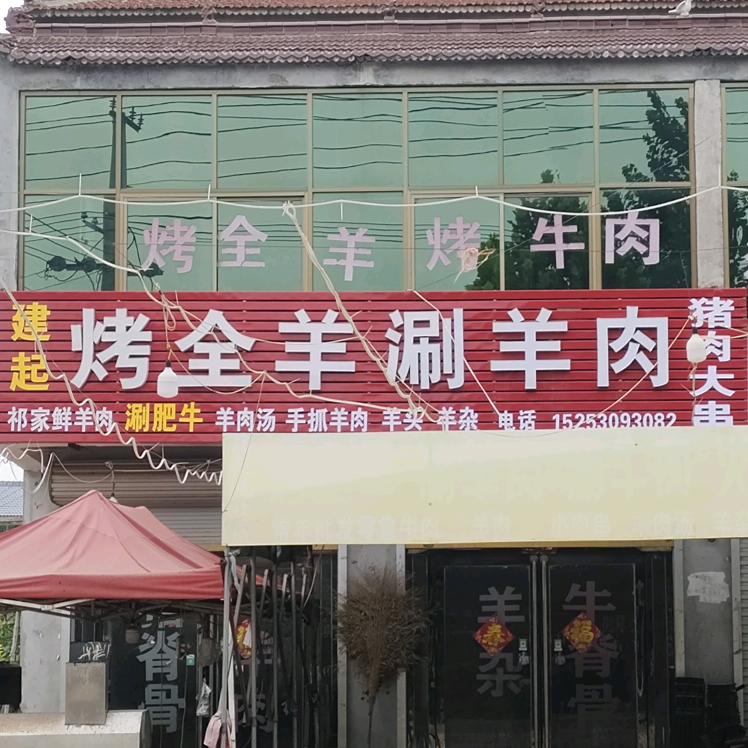 烤全羊 烤牛肉
建起
烤全羊涮羊肉
猪肉大串
祁家鲜羊肉 涮肥牛 羊肉汤 手抓羊肉 羊头 羊杂 电话 15253093082
脊骨
羊杂
牛脊骨
春
福